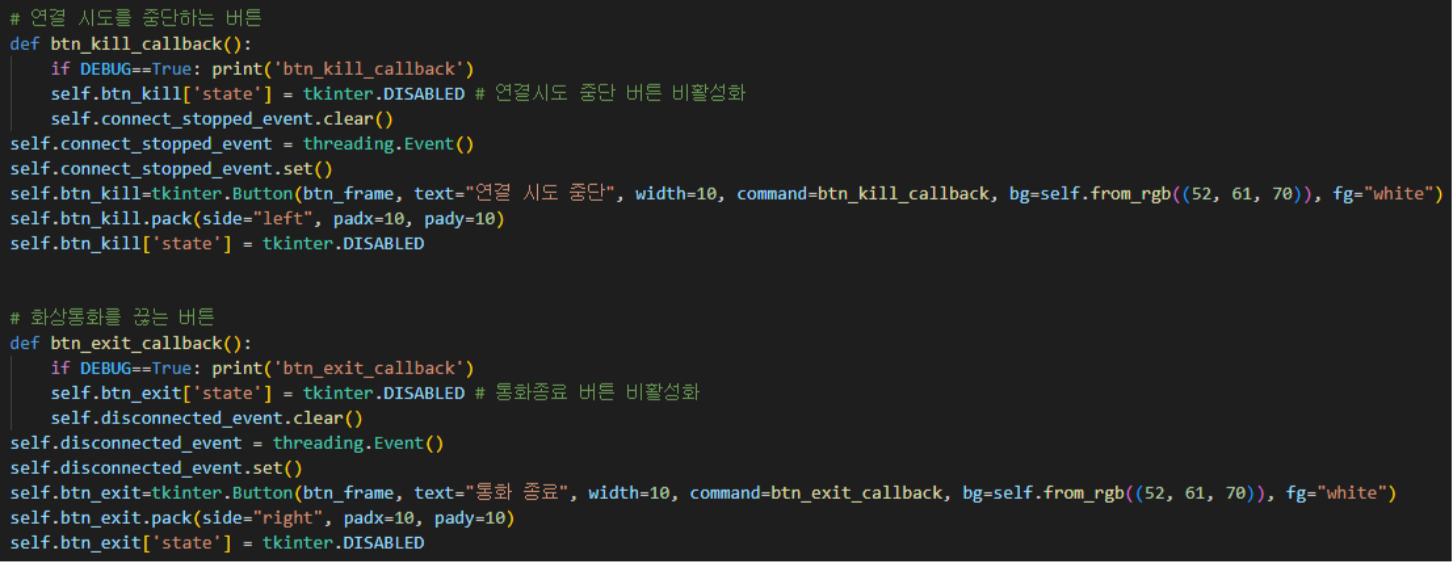 # 연결 시도를 중단하는 버튼
def btn_kill_callback():
    if DEBUG==True: print('btn_kill_callback')
    self.btn_kill['state'] = tkinter.DISABLED # 연결시도 중단 버튼 비활성화
    self.connect_stopped_event.clear()
self.connect_stopped_event = threading.Event()
self.connect_stopped_event.set()
self.btn_kill=tkinter.Button(btn_frame, text="연결 시도 중단", width=10, command=btn_kill_callback, bg=self.from_rgb((52, 61, 70)), fg="white")
self.btn_kill.pack(side="left", padx=10, pady=10)
self.btn_kill['state'] = tkinter.DISABLED
# 화상통화를 끊는 버튼
def btn_exit_callback():
    if DEBUG==True: print('btn_exit_callback')
    self.btn_exit['state'] = tkinter.DISABLED # 통화종료 버튼 비활성화
    self.disconnected_event.clear()
self.disconnected_event = threading.Event()
self.disconnected_event.set()
self.btn_exit=tkinter.Button(btn_frame, text="통화 종료", width=10, command=btn_exit_callback, bg=self.from_rgb((52, 61, 70)), fg="white")
self.btn_exit.pack(side="right", padx=10, pady=10)
self.btn_exit['state'] = tkinter.DISABLED